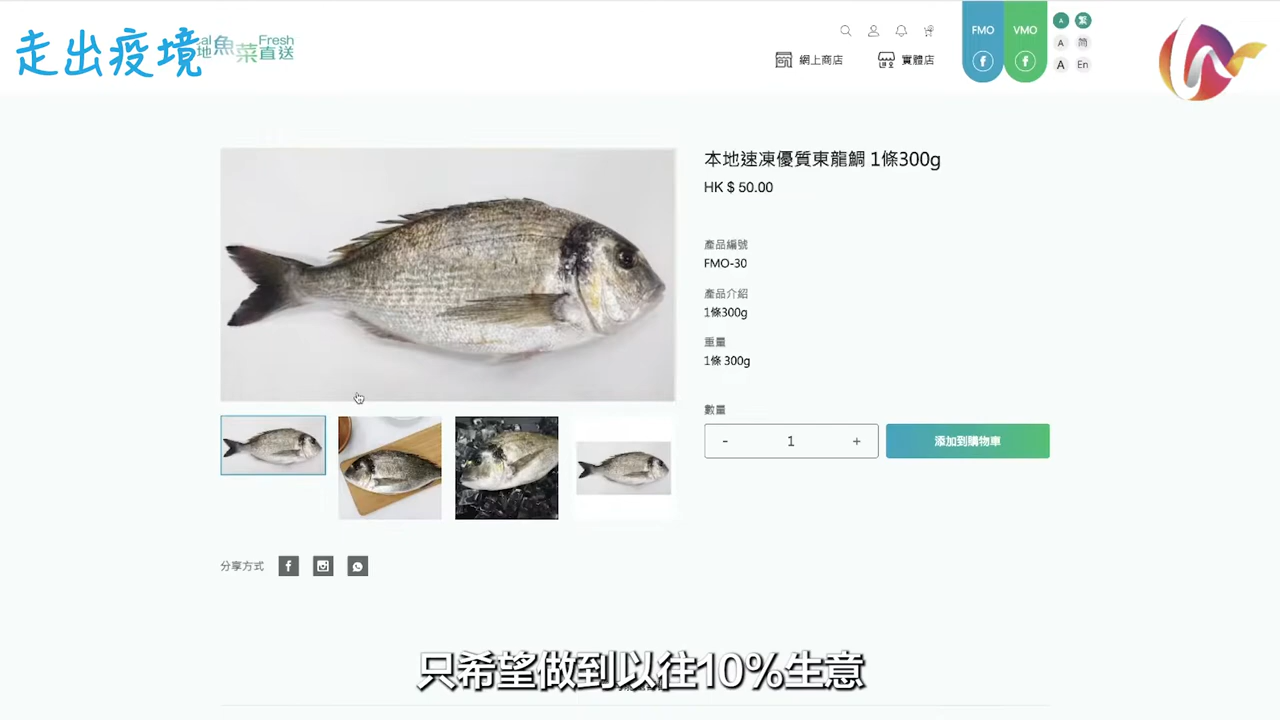 走出疫境
al
Fresh
地魚菜直送
網上商店
實體店
FMO
VMO
A
繁
A
简
A
En
本地速凍優質東龍鯛 1條300g
HK $ 50.00
產品編號
FMO-30
產品介紹
1條300g
重量
1條 300g
數量
-
1
+
添加到購物車
分享方式
只希望做到以往10%生意